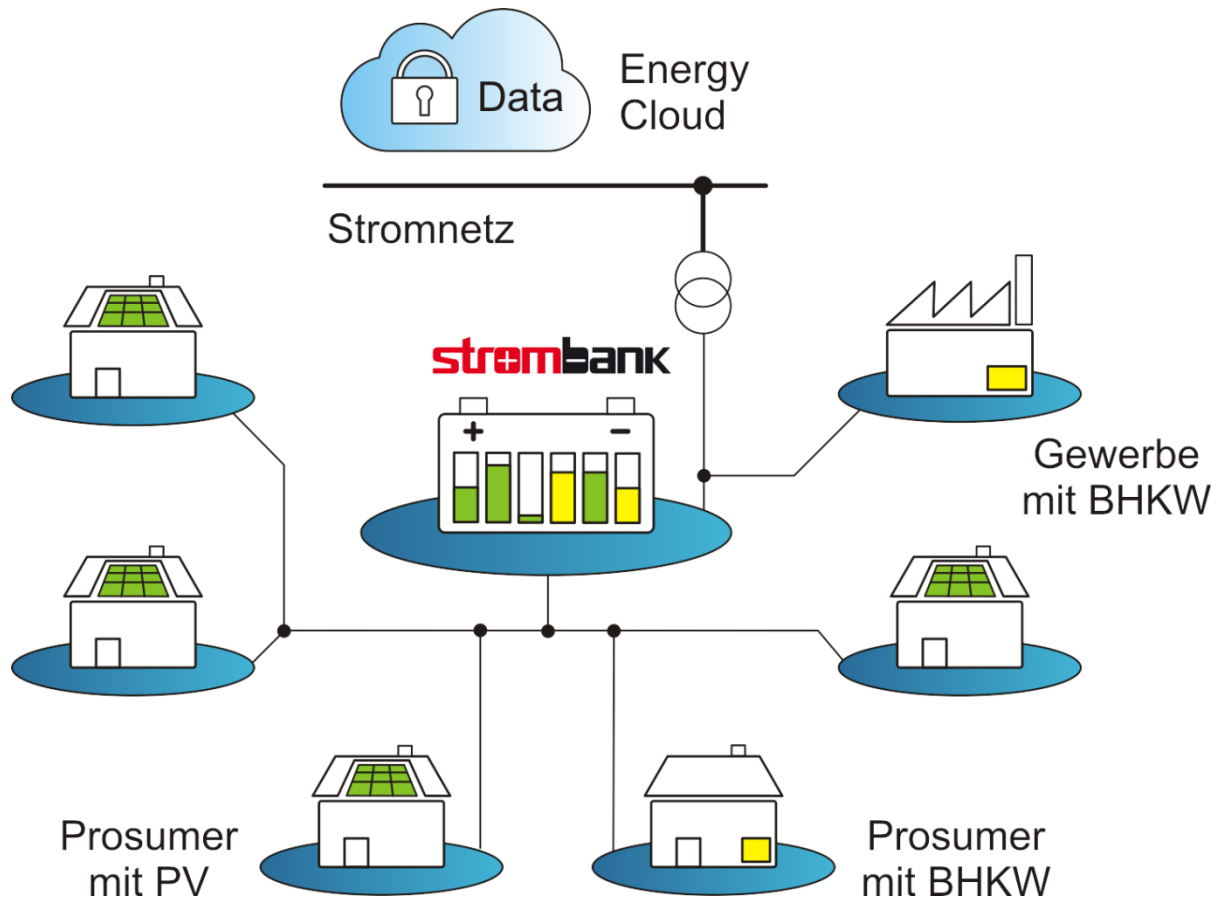 Data
Energy
Cloud
Stromnetz
strombank
+ −
Gewerbe
mit BHKW
Prosumer
mit PV
Prosumer
mit BHKW